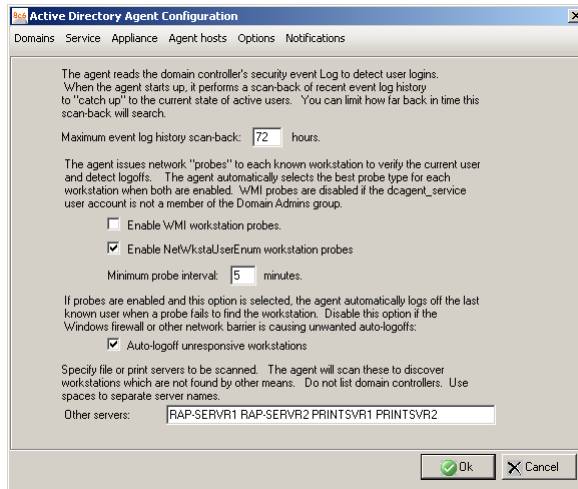 8e6 Active Directory Agent Configuration
Domains Service Appliance Agent hosts Options Notifications
The agent reads the domain controller's security event Log to detect user logins.
When the agent starts up, it performs a scan-back of recent event log history
to "catch up" to the current state of active users. You can limit how far back in time this
scan-back will search.
Maximum event log history scan-back: 72 hours.
The agent issues network "probes" to each known workstation to verify the current user
and detect logoffs. The agent automatically selects the best probe type for each
workstation when both are enabled. WMI probes are disabled if the dcagent_service
user account is not a member of the Domain Admins group.
Enable WMI workstation probes.
Enable NetWkstaUserEnum workstation probes
Minimum probe interval: 5 minutes.
If probes are enabled and this option is selected, the agent automatically logs off the last
known user when a probe fails to find the workstation. Disable this option if the
Windows firewall or other network barrier is causing unwanted auto-logoffs:
Auto-logoff unresponsive workstations
Specify file or print servers to be scanned. The agent will scan these to discover
workstations which are not found by other means. Do not list domain controllers. Use
spaces to separate server names.
Other servers: RAP-SERVR1 RAP-SERVR2 PRINTSVR1 PRINTSVR2
Ok Cancel